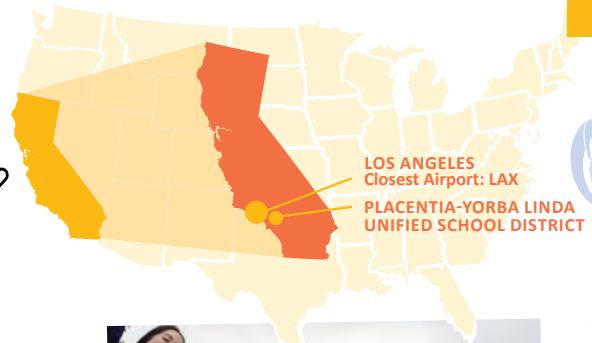 LOS ANGELES
Closest Airport: LAX
PLACENTIA-YORBA LINDA
UNIFIED SCHOOL DISTRICT